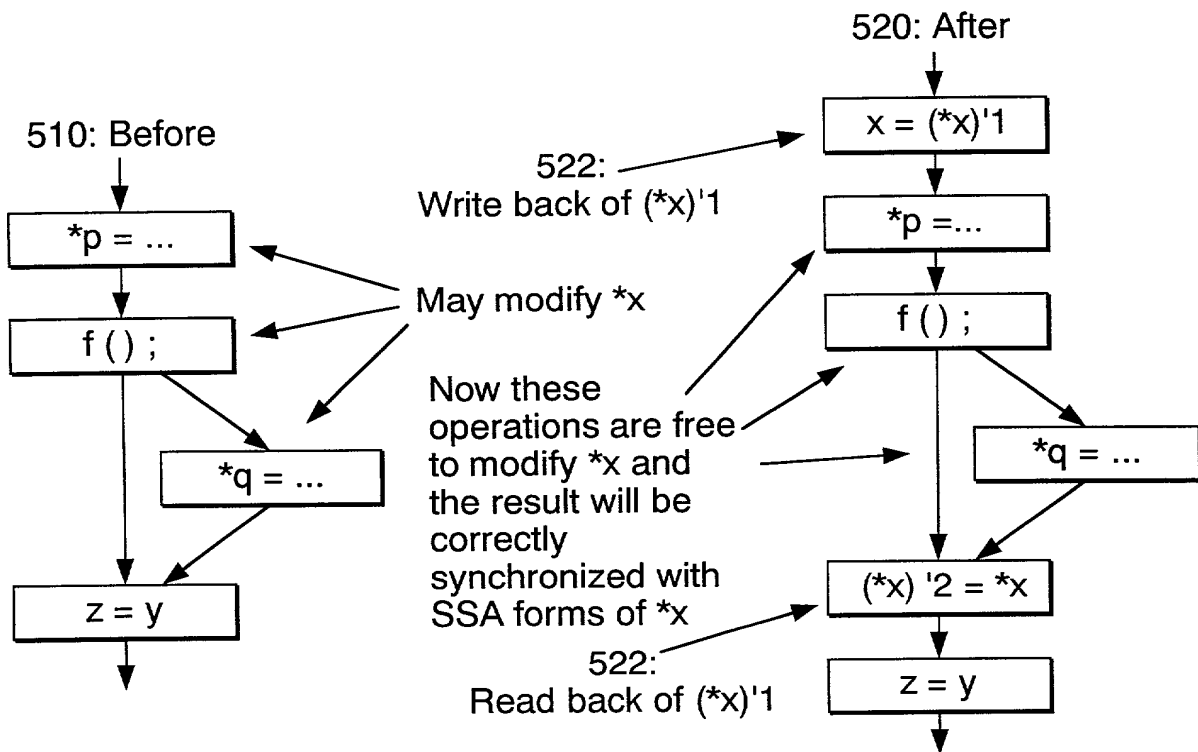 510: Before
*p = ...
f ( ) ;
*q = ...
z = y
May modify *x
520: After
x = (*x)'1
522:
Write back of (*x)'1
*p =...
f ( ) ;
Now these
operations are free
to modify *x and
the result will be
correctly
synchronized with
SSA forms of *x
*q = ...
(*x) '2 = *x
522:
Read back of (*x)'1
z = y